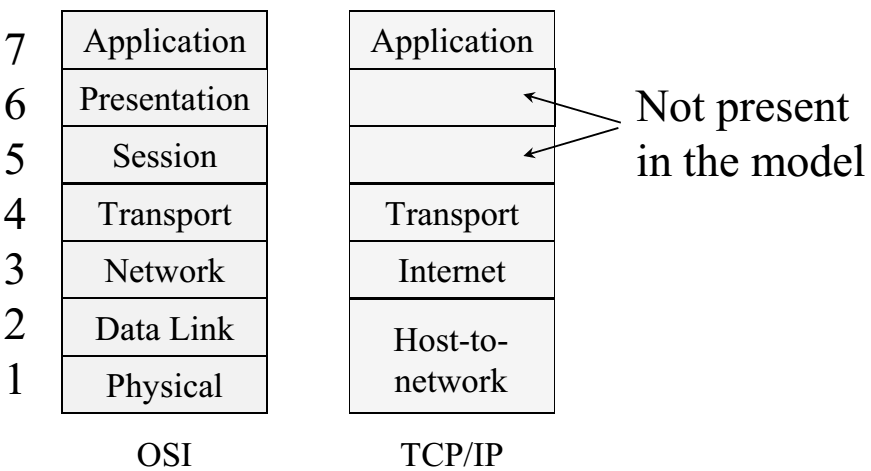 7 Application Application
6 Presentation
5 Session
Not present
in the model
4 Transport Transport
3 Network Internet
2 Data Link
1 Physical
Host-to-
network
OSI TCP/IP